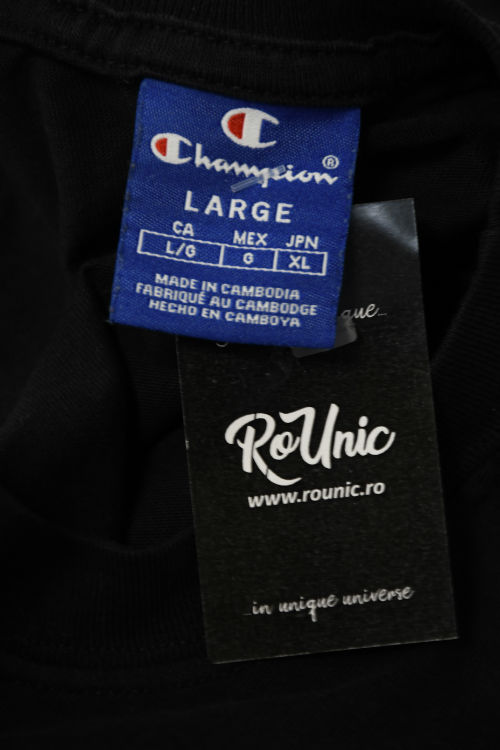 Champion®
LARGE
CA MEX JPN
L/G G XL
MADE IN CAMBODIA
FABRIQUÉ AU CAMBODGE
HECHO EN CAMBOYA
RoUnic
www.rounic.ro
...in unique universe